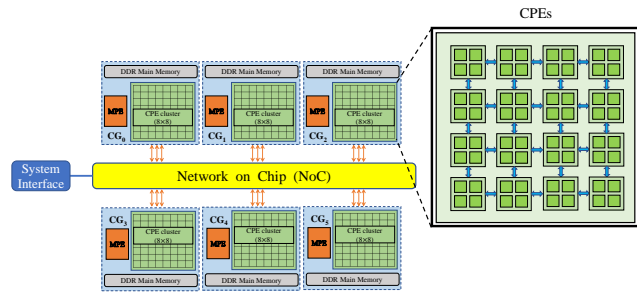 CPEs
DDR Main Memory
DDR Main Memory
DDR Main Memory
MPE
CPE cluster
(8×8)
CG0
MPE
CPE cluster
(8×8)
CG1
MPE
CPE cluster
(8×8)
CG2
System
Interface
Network on Chip (NoC)
CG3
MPE
CPE cluster
(8×8)
CG4
MPE
CPE cluster
(8×8)
CG5
MPE
CPE cluster
(8×8)
DDR Main Memory
DDR Main Memory
DDR Main Memory